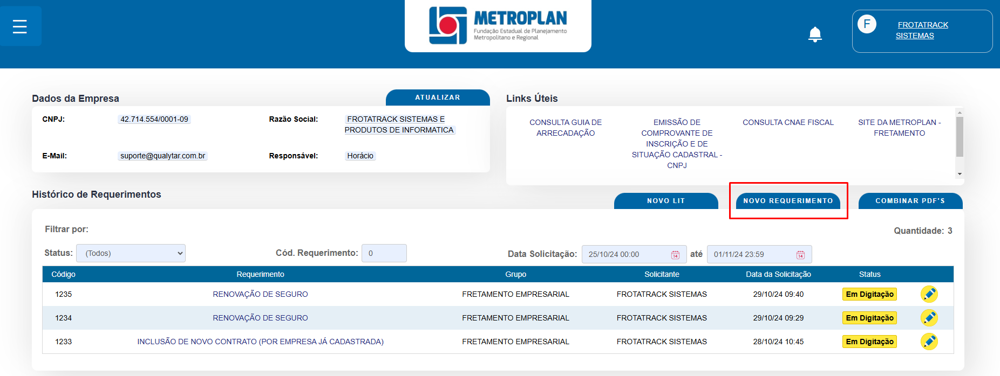 METROPLAN
Fundação Estadual de Planejamento
Metropolitano e Regional
F
FROTATRACK
SISTEMAS
Dados da Empresa
ATUALIZAR
CNPJ:
42.714.554/0001-09
Razão Social:
FROTATRACK SISTEMAS E
PRODUTOS DE INFORMATICA
E-Mail:
suporte@qualytar.com.br
Responsável:
Horácio
Links Úteis
CONSULTA GUIA DE
ARRECADAÇÃO
EMISSÃO DE
COMPROVANTE DE
INSCRIÇÃO E DE
SITUAÇÃO CADASTRAL -
CNPJ
CONSULTA CNAE FISCAL
SITE DA METROPLAN -
FRETAMENTO
Histórico de Requerimentos
NOVO LIT
NOVO REQUERIMENTO
COMBINAR PDF'S
Filtrar por:
Quantidade: 3
Status: (Todos)
Cód. Requerimento: 0
Data Solicitação: 25/10/24 00:00 14 até 01/11/24 23:59 14
Código Requerimento Grupo Solicitante Data da Solicitação Status
1235 RENOVAÇÃO DE SEGURO FRETAMENTO EMPRESARIAL FROTATRACK SISTEMAS 29/10/24 09:40 Em Digitação
1234 RENOVAÇÃO DE SEGURO FRETAMENTO EMPRESARIAL FROTATRACK SISTEMAS 29/10/24 09:29 Em Digitação
1233 INCLUSÃO DE NOVO CONTRATO (POR EMPRESA JÁ CADASTRADA) FRETAMENTO EMPRESARIAL FROTATRACK SISTEMAS 28/10/24 10:45 Em Digitação